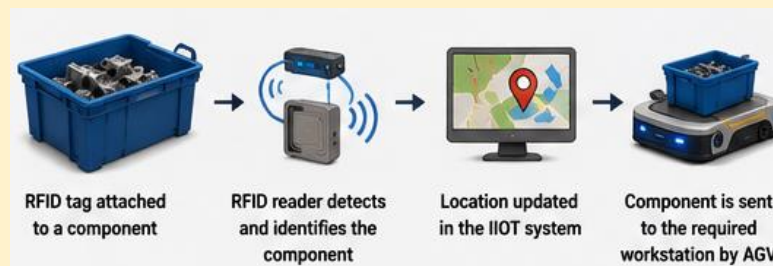 RFID tag attached
to a component
RFID reader detects
and identifies the
component
Location updated
in the IIOT system
Component is sent
to the required
workstation by AGV